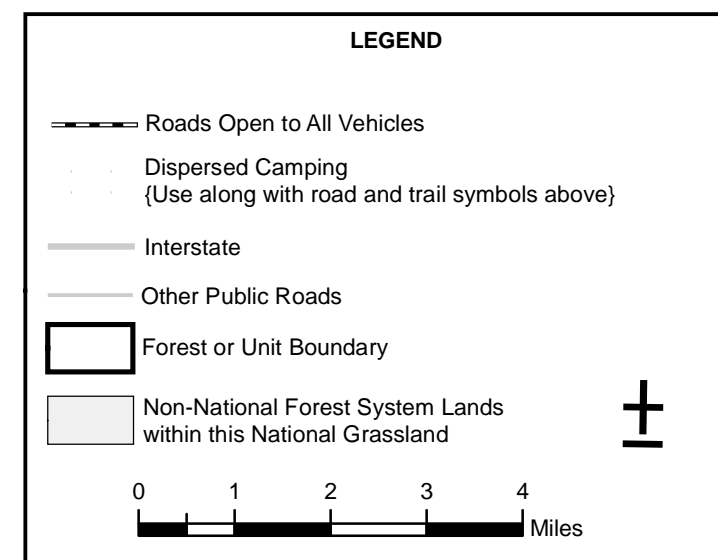 LEGEND
Roads Open to All Vehicles
Dispersed Camping
{Use along with road and trail symbols above}
Interstate
Other Public Roads
Forest or Unit Boundary
Non-National Forest System Lands
within this National Grassland
±
0 1 2 3 4
Miles